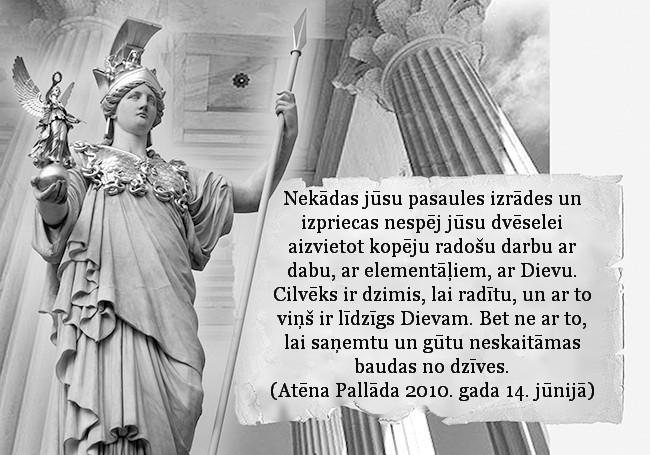 Nekādas jūsu pasaules izrādes un
izpriecas nespēj jūsu dvēselei
aizvietot kopēju radošu darbu ar
dabu, ar elementāļiem, ar Dievu.
Cilvēks ir dzimis, lai radītu, un ar to
viņš ir līdzīgs Dievam. Bet ne ar to,
lai saņemtu un gūtu neskaitāmas
baudas no dzīves.
(Atēna Pallāda 2010. gada 14. jūnijā)